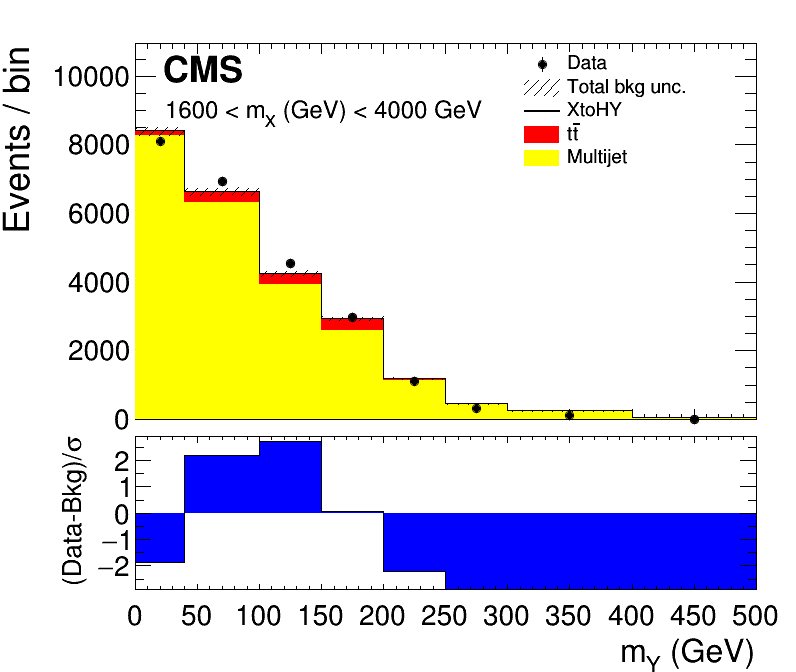 Events / bin
10000
8000
6000
4000
2000
0
CMS
1600 < m_X (GeV) < 4000 GeV
Data
Total bkg unc.
XtoHY
tt̄
Multijet
(Data-Bkg)/σ
2
1
0
−1
−2
0 50 100 150 200 250 300 350 400 450 500
m_Y (GeV)